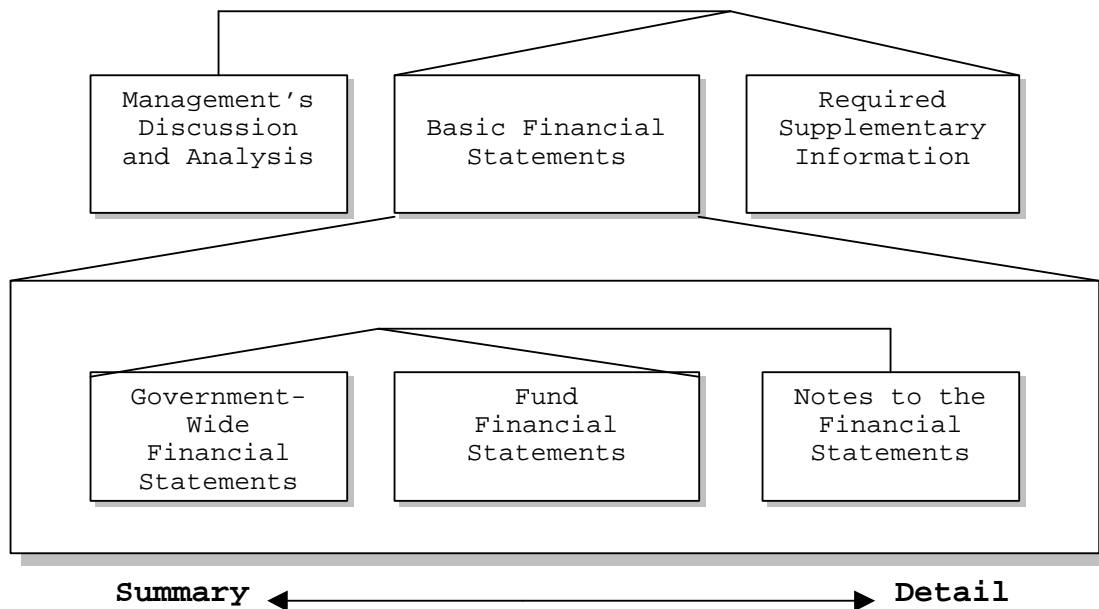 Management's
Discussion
and Analysis
Basic Financial
Statements
Required
Supplementary
Information
Government-
Wide
Financial
Statements
Fund
Financial
Statements
Notes to the
Financial
Statements
Summary
Detail